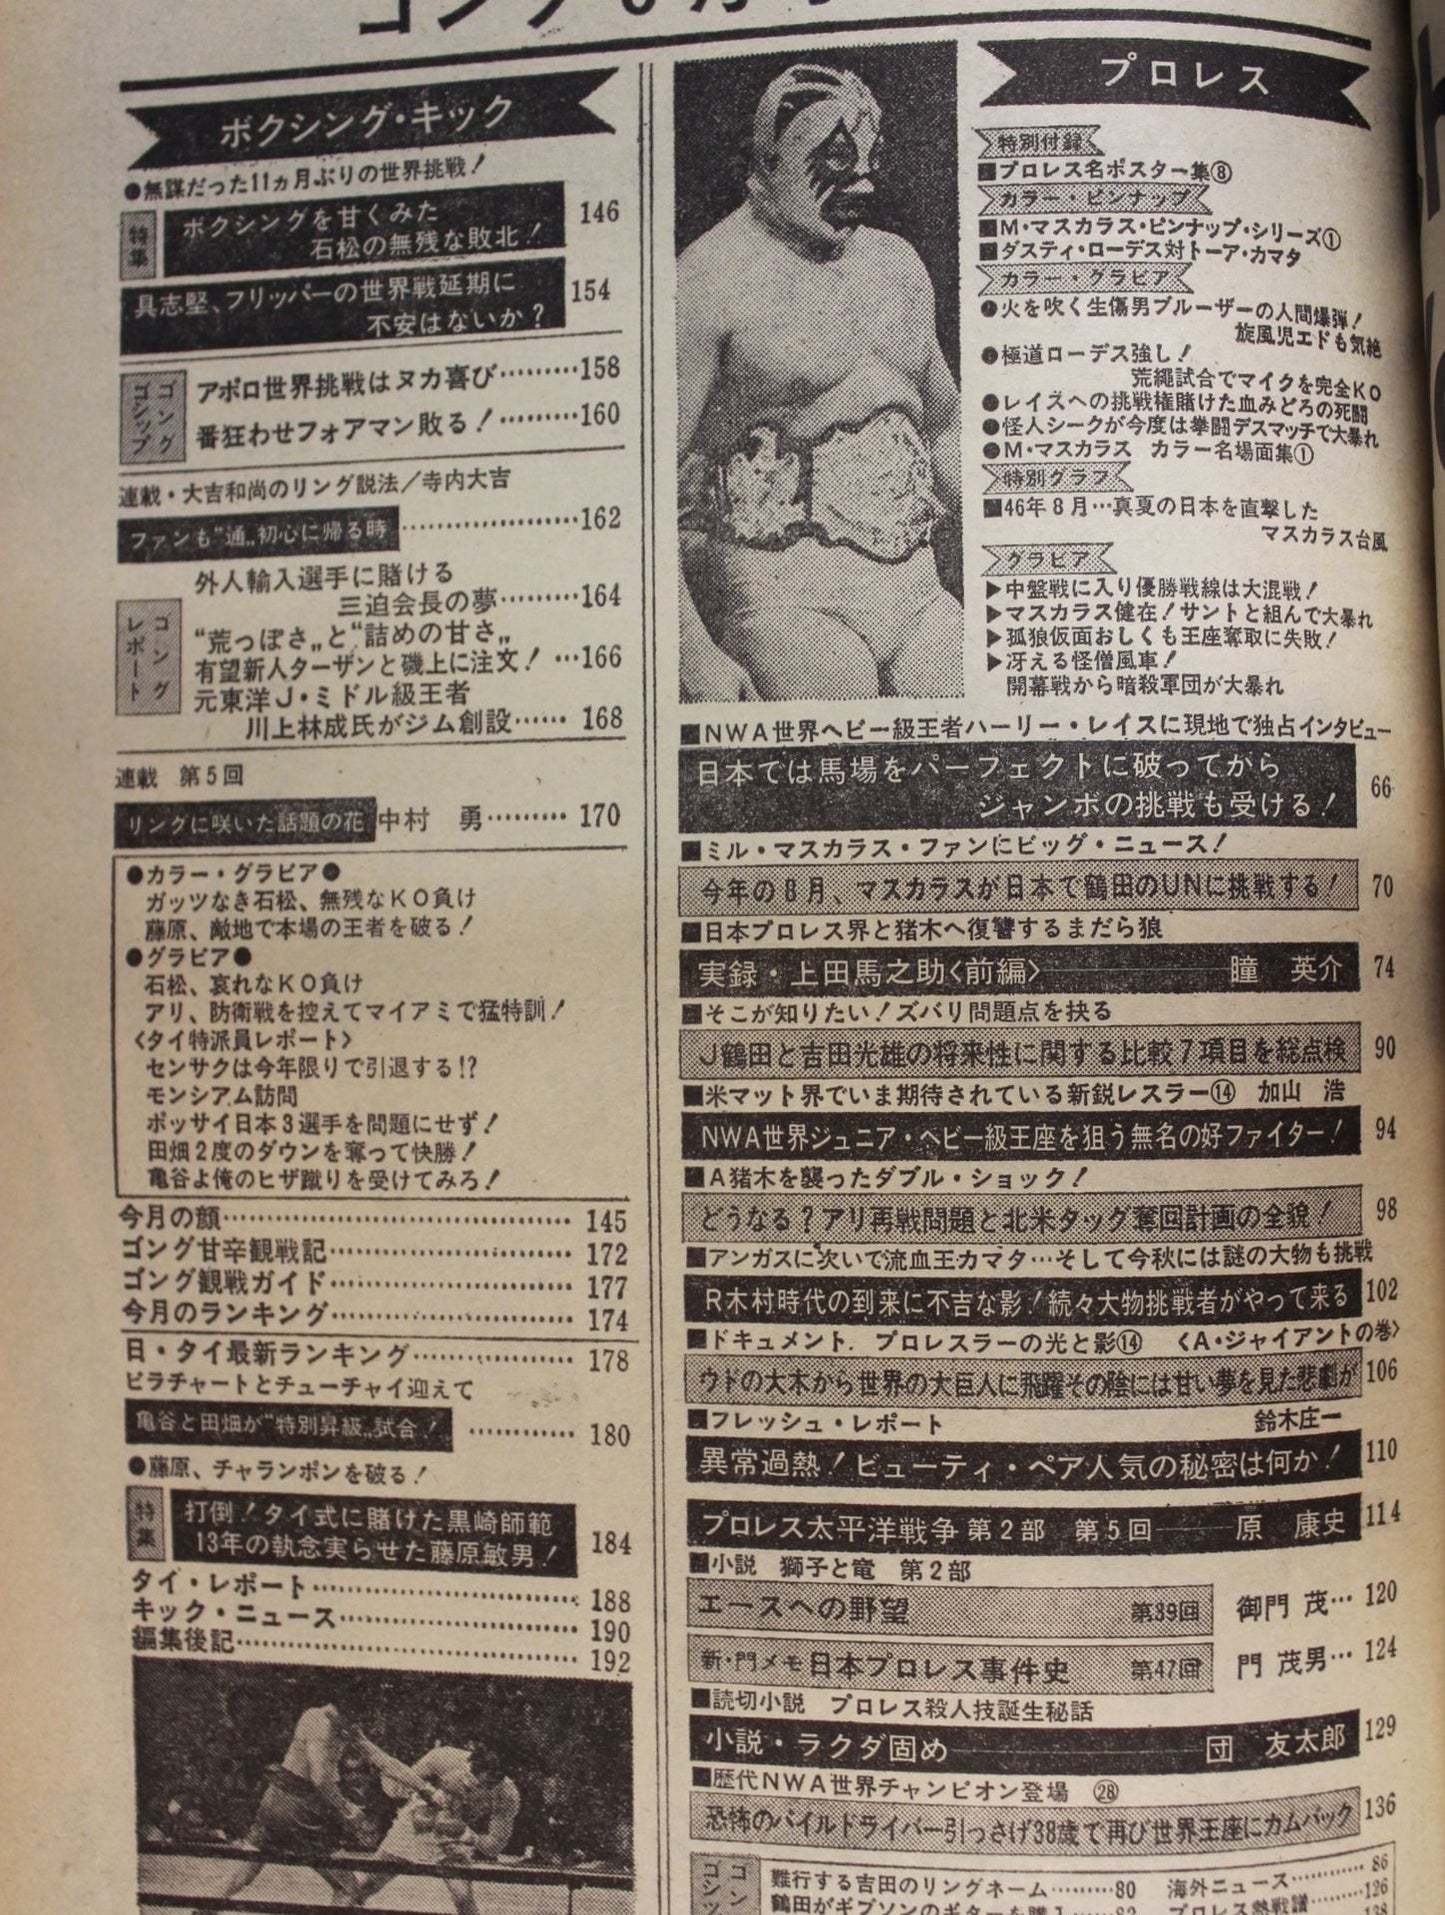 ボクシング・キック
●無謀だった11ヵ月ぶりの世界挑戦！
特集
ボクシングを甘くみた
石松の無残な敗北！ 146
具志堅、フリッパーの世界戦延期に
不安はないか？ 154
ゴングゴシップ
アポロ世界挑戦はヌカ喜び………158
番狂わせフォアマン敗る！………160
連載・大吉和尚のリング説法／寺内大吉
ファンも“通„初心に帰る時………………162
ゴングレポート
外人輸入選手に賭ける
三迫会長の夢………164
“荒っぽさ„と“詰めの甘さ„
有望新人ターザンと磯上に注文！…166
元東洋J・ミドル級王者
川上林成氏がジム創設……168
連載 第5回
リングに咲いた話題の花 中村 勇………170
●カラー・グラビア●
ガッツなき石松、無残なKO負け
藤原、敵地で本場の王者を破る！
●グラビア●
石松、哀れなKO負け
アリ、防衛戦を控えてマイアミで猛特訓！
〈タイ特派員レポート〉
センサクは今年限りで引退する!?
モンシアム訪問
ポッサイ日本3選手を問題にせず！
田畑2度のダウンを奪って快勝！
亀谷よ俺のヒザ蹴りを受けてみろ！
今月の顔………………………………145
ゴング甘辛観戦記……………………172
ゴング観戦ガイド……………………177
今月のランキング……………………174
日・タイ最新ランキング……………178
ピラチャートとチューチャイ迎えて
亀谷と田畑が“特別昇級„試合！…………180
●藤原、チャランポンを破る！
特集
打倒！タイ式に賭けた黒崎師範
13年の執念実らせた藤原敏男！ 184
タイ・レポート………………………188
キック・ニュース……………………190
編集後記………………………………192
プロレス
特別付録
■プロレス名ポスター集⑧
カラー・ピンナップ
■M・マスカラス・ピンナップ・シリーズ①
■ダスティ・ローデス対トーア・カマタ
カラー・グラビア
●火を吹く生傷男ブルーザーの人間爆弾！
旋風児エドも気絶
●極道ローデス強し！
荒縄試合でマイクを完全KO
●レイスへの挑戦権賭けた血みどろの死闘
●怪人シークが今度は拳闘デスマッチで大暴れ
●M・マスカラス カラー名場面集①
特別グラフ
■46年8月…真夏の日本を直撃した
マスカラス台風
グラビア
▶中盤戦に入り優勝戦線は大混戦！
▶マスカラス健在！サントと組んで大暴れ
▶孤狼仮面おしくも王座奪取に失敗！
▶冴える怪僧風車！
開幕戦から暗殺軍団が大暴れ
■NWA世界ヘビー級王者ハーリー・レイスに現地で独占インタビュー
日本では馬場をパーフェクトに破ってから
ジャンボの挑戦も受ける！ 66
■ミル・マスカラス・ファンにビッグ・ニュース！
今年の8月、マスカラスが日本で鶴田のUNに挑戦する！ 70
■日本プロレス界と猪木へ復讐するまだら狼
実録・上田馬之助〈前編〉――瞳 英介 74
■そこが知りたい！ズバリ問題点を抉る
J鶴田と吉田光雄の将来性に関する比較7項目を総点検 90
■米マット界でいま期待されている新鋭レスラー⑭ 加山 浩
NWA世界ジュニア・ヘビー級王座を狙う無名の好ファイター！ 94
■A猪木を襲ったダブル・ショック！
どうなる？アリ再戦問題と北米タッグ奪回計画の全貌！ 98
■アンガスに次いで流血王カマタ…そして今秋には謎の大物も挑戦
R木村時代の到来に不吉な影！続々大物挑戦者がやって来る 102
■ドキュメント．プロレスラーの光と影⑭ 〈A・ジャイアントの巻〉
ウドの大木から世界の大巨人に飛躍その陰には甘い夢を見た悲劇が 106
■フレッシュ・レポート 鈴木庄一
異常過熱！ビューティ・ペア人気の秘密は何か！ 110
プロレス太平洋戦争 第2部 第5回――原 康史 114
■小説 獅子と竜 第2部
エースへの野望 第39回 御門 茂… 120
新・門メモ 日本プロレス事件史 第47回 門 茂男… 124
■読切小説 プロレス殺人技誕生秘話
小説・ラクダ固め――団 友太郎 129
■歴代NWA世界チャンピオン登場 ㉘
恐怖のパイルドライバー引っさげ38歳で再び世界王座にカムバック 136
難行する吉田のリングネーム………80
海外ニュース…………86
プロレス熱戦譜………126